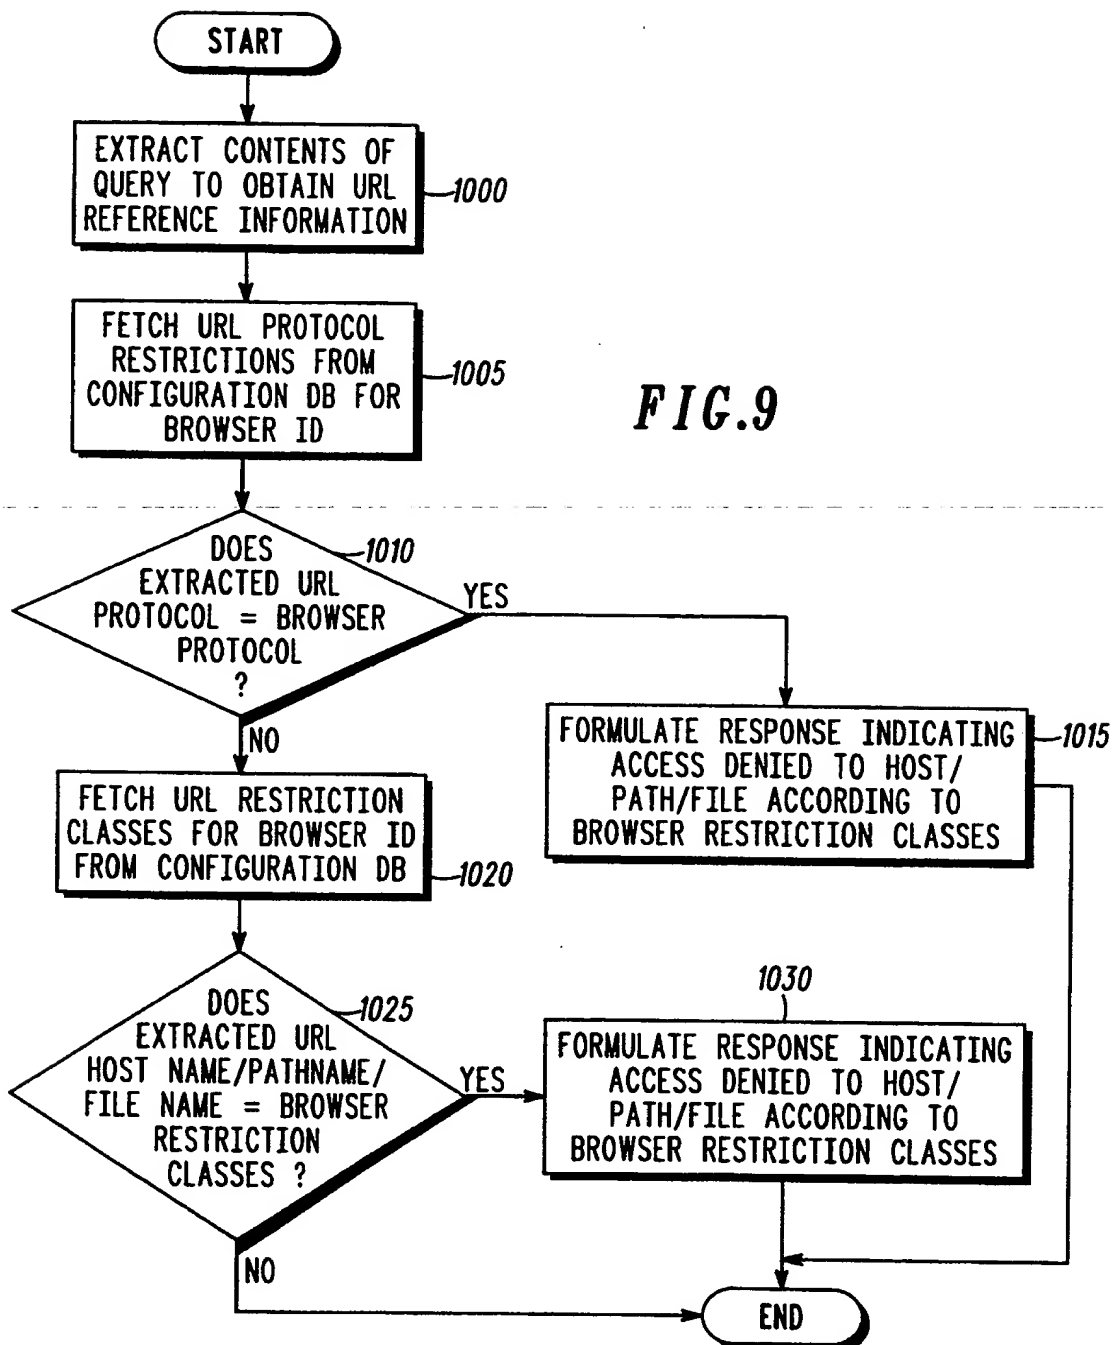 START
EXTRACT CONTENTS OF
QUERY TO OBTAIN URL
REFERENCE INFORMATION
1000
FETCH URL PROTOCOL
RESTRICTIONS FROM
CONFIGURATION DB FOR
BROWSER ID
1005
FIG.9
DOES
EXTRACTED URL
PROTOCOL = BROWSER
PROTOCOL
?
1010
YES
NO
FORMULATE RESPONSE INDICATING
ACCESS DENIED TO HOST/
PATH/FILE ACCORDING TO
BROWSER RESTRICTION CLASSES
1015
FETCH URL RESTRICTION
CLASSES FOR BROWSER ID
FROM CONFIGURATION DB
1020
DOES
EXTRACTED URL
HOST NAME/PATHNAME/
FILE NAME = BROWSER
RESTRICTION
CLASSES ?
1025
YES
NO
1030
FORMULATE RESPONSE INDICATING
ACCESS DENIED TO HOST/
PATH/FILE ACCORDING TO
BROWSER RESTRICTION CLASSES
END